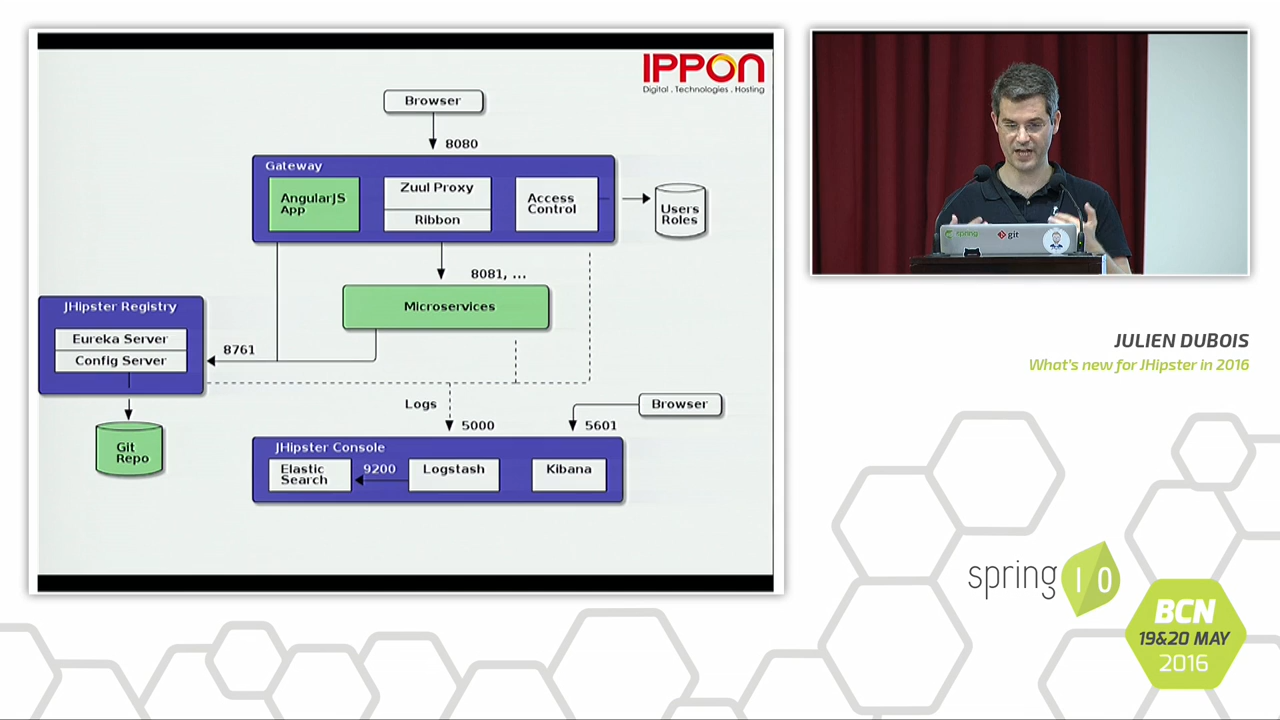 IPPON
Digital . Technologies . Hosting
Browser
8080
Gateway
AngularJS
App
Zuul Proxy
Ribbon
Access
Control
Users
Roles
8081, ...
Microservices
JHipster Registry
Eureka Server
Config Server
8761
Git
Repo
Logs
5000
Browser
5601
JHipster Console
Elastic
Search
9200
Logstash
Kibana
spring
git
JULIEN DUBOIS
What's new for JHipster in 2016
spring I O
BCN
19&20 MAY
2016